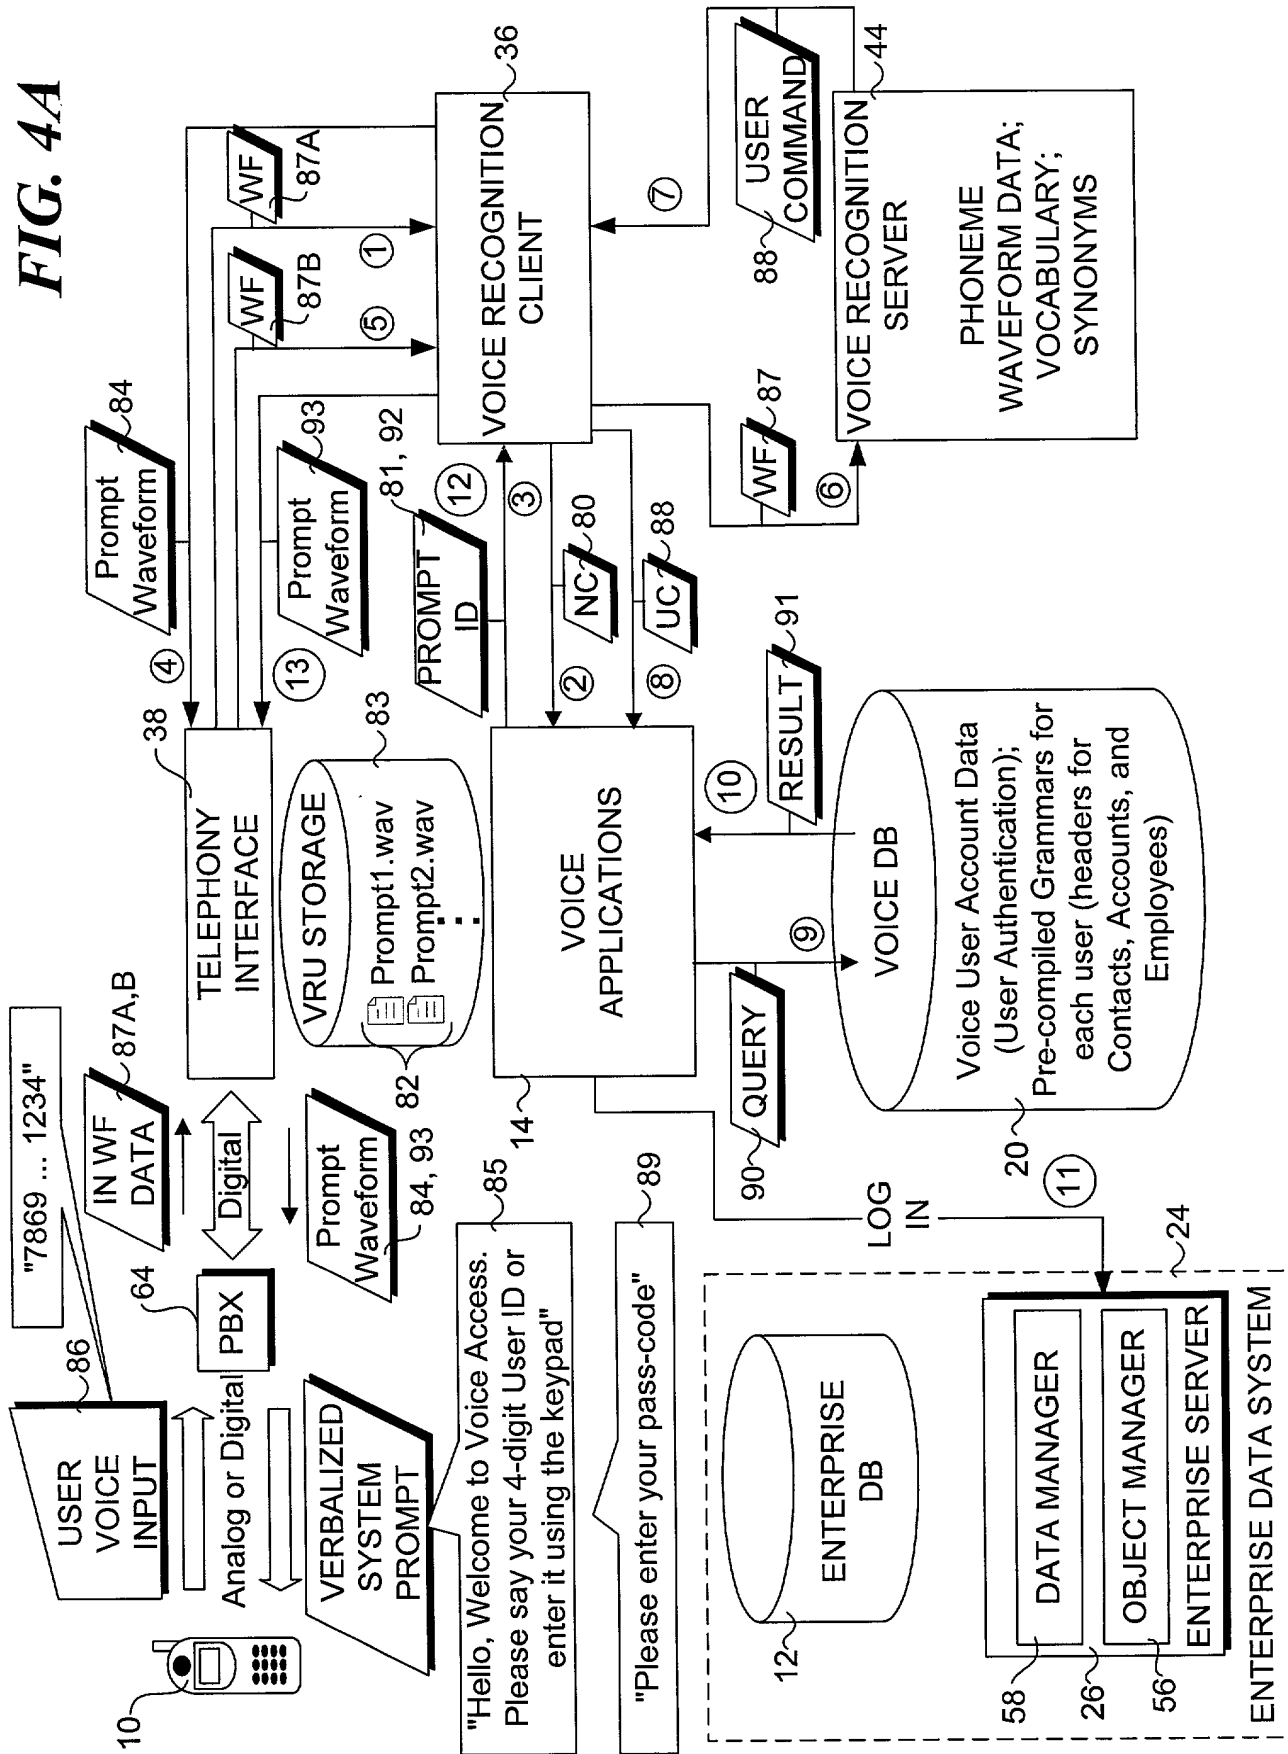 FIG. 4A
"7869 ... 1234"
86
USER
VOICE
INPUT
64
PBX
Analog or Digital
10
VERBALIZED
SYSTEM
PROMPT
IN WF
DATA
87A,B
Digital
Prompt
Waveform
84, 93
38
TELEPHONY
INTERFACE
4
Prompt
Waveform
84
13
Prompt
Waveform
93
WF
87A
WF
87B
1
5
36
VOICE RECOGNITION
CLIENT
"Hello, Welcome to Voice Access.
Please say your 4-digit User ID or
enter it using the keypad"
85
"Please enter your pass-code"
89
VRU STORAGE
83
Prompt1.wav
Prompt2.wav
82
PROMPT
ID
81, 92
12
3
NC
80
2
UC
88
8
14
VOICE
APPLICATIONS
WF
87
6
7
USER
COMMAND
88
44
VOICE RECOGNITION
SERVER
PHONEME
WAVEFORM DATA;
VOCABULARY;
SYNONYMS
QUERY
90
9
10
RESULT
91
VOICE DB
Voice User Account Data
(User Authentication);
Pre-compiled Grammars for
each user (headers for
Contacts, Accounts, and
Employees)
20
LOG
IN
11
24
ENTERPRISE
DB
12
DATA MANAGER
58
OBJECT MANAGER
56
ENTERPRISE SERVER
26
ENTERPRISE DATA SYSTEM